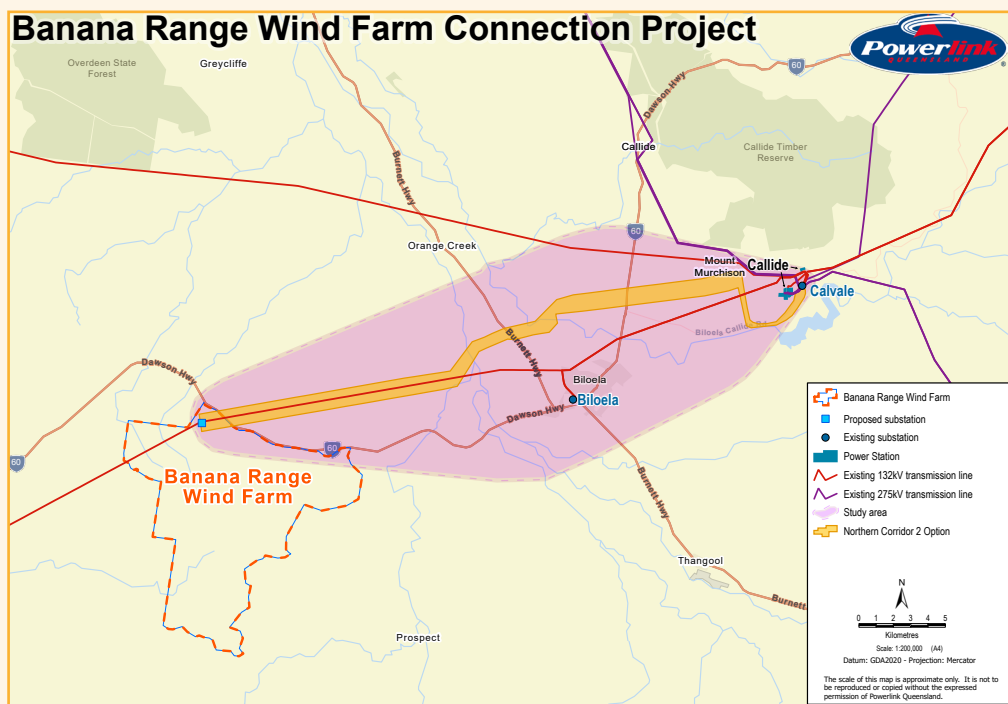 Banana Range Wind Farm Connection Project
Powerlink
QUEENSLAND
®
Overdeen State
Forest
Greycliffe
60
Dawson Hwy
Callide
Callide Timber
Reserve
Burnett Hwy
60
Orange Creek
Mount
Murchison
Callide
Calvale
Biloela Callide Rd
Burnett Hwy
Dawson Hwy
Biloela
Biloela
Dawson Hwy
60
60
Banana Range
Wind Farm
Burnett Hwy
Thangool
Burnett
Prospect
Banana Range Wind Farm
Proposed substation
Existing substation
Power Station
Existing 132kV transmission line
Existing 275kV transmission line
Study area
Northern Corridor 2 Option
N
0 1 2 3 4 5
Kilometres
Scale: 1:200,000 (A4)
Datum: GDA2020 - Projection: Mercator
The scale of this map is approximate only. It is not to
be reproduced or copied without the expressed
permission of Powerlink Queensland.